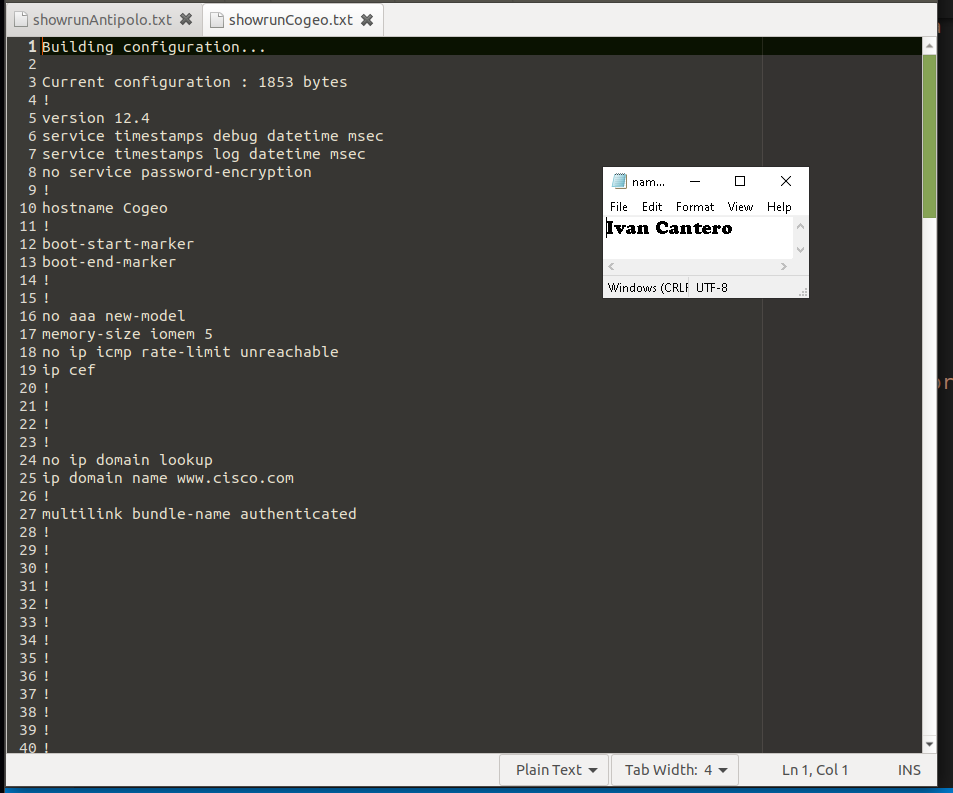 showrunAntipolo.txt showrunCogeo.txt
1 Building configuration...
2
3 Current configuration : 1853 bytes
4 !
5 version 12.4
6 service timestamps debug datetime msec
7 service timestamps log datetime msec
8 no service password-encryption
9 !
10 hostname Cogeo
11 !
12 boot-start-marker
13 boot-end-marker
14 !
15 !
16 no aaa new-model
17 memory-size iomem 5
18 no ip icmp rate-limit unreachable
19 ip cef
20 !
21 !
22 !
23 !
24 no ip domain lookup
25 ip domain name www.cisco.com
26 !
27 multilink bundle-name authenticated
28 !
29 !
30 !
31 !
32 !
33 !
34 !
35 !
36 !
37 !
38 !
39 !
40 !
nam...
File Edit Format View Help
Ivan Cantero
Windows (CRLF UTF-8
Plain Text Tab Width: 4 Ln 1, Col 1 INS